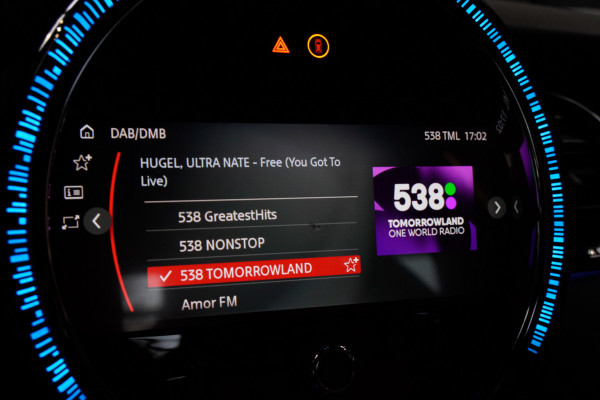 DAB/DMB
538 TML 17:02
HUGEL, ULTRA NATE - Free (You Got To
Live)
538 GreatestHits
538 NONSTOP
538 TOMORROWLAND
Amor FM
538
TOMORROWLAND
ONE WORLD RADIO